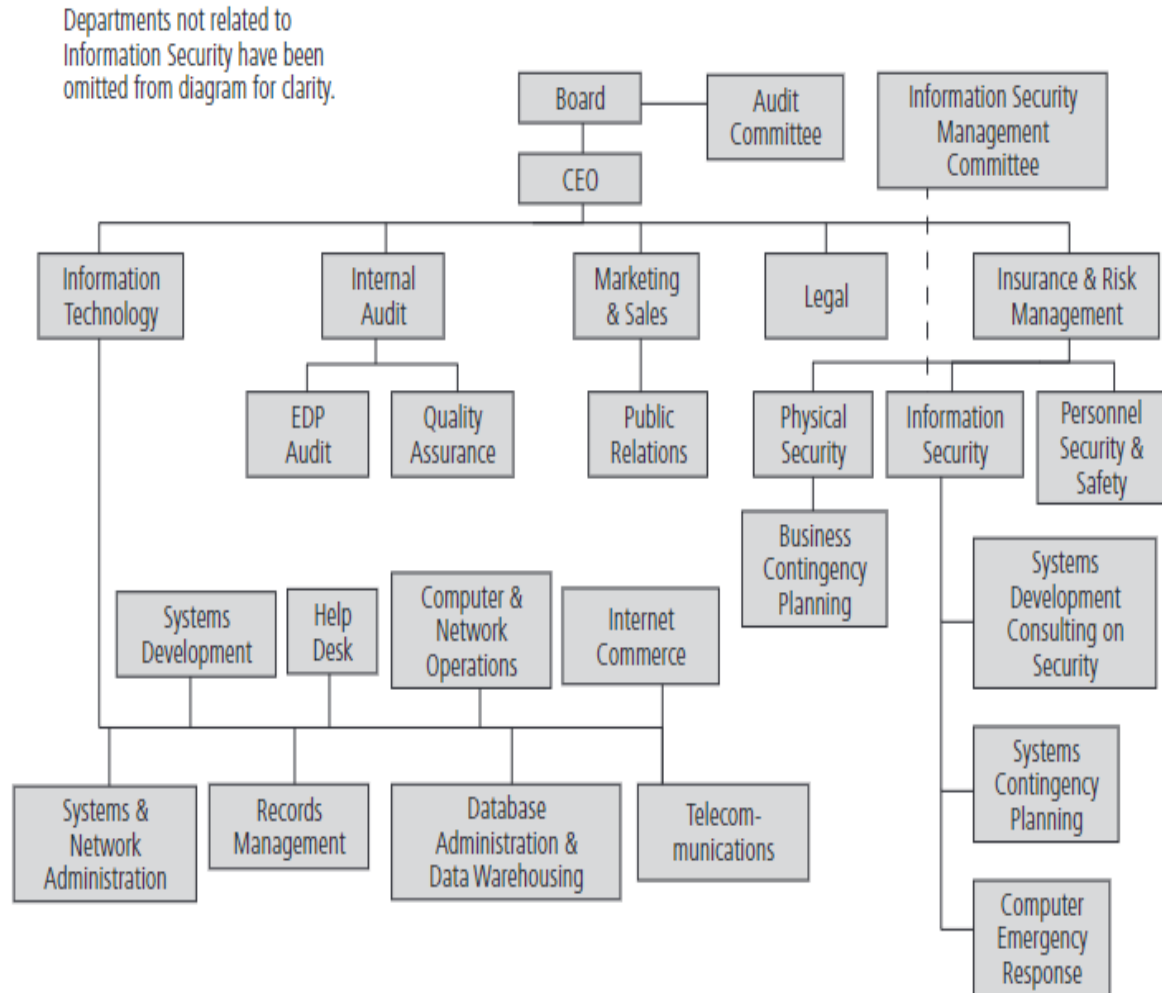 Departments not related to
Information Security have been
omitted from diagram for clarity.
Board
Audit
Committee
Information Security
Management
Committee
CEO
Information
Technology
Internal
Audit
Marketing
& Sales
Legal
Insurance & Risk
Management
EDP
Audit
Quality
Assurance
Public
Relations
Physical
Security
Information
Security
Personnel
Security &
Safety
Business
Contingency
Planning
Systems
Development
Consulting on
Security
Systems
Development
Help
Desk
Computer &
Network
Operations
Internet
Commerce
Systems
Contingency
Planning
Systems &
Network
Administration
Records
Management
Database
Administration &
Data Warehousing
Telecom-
munications
Computer
Emergency
Response